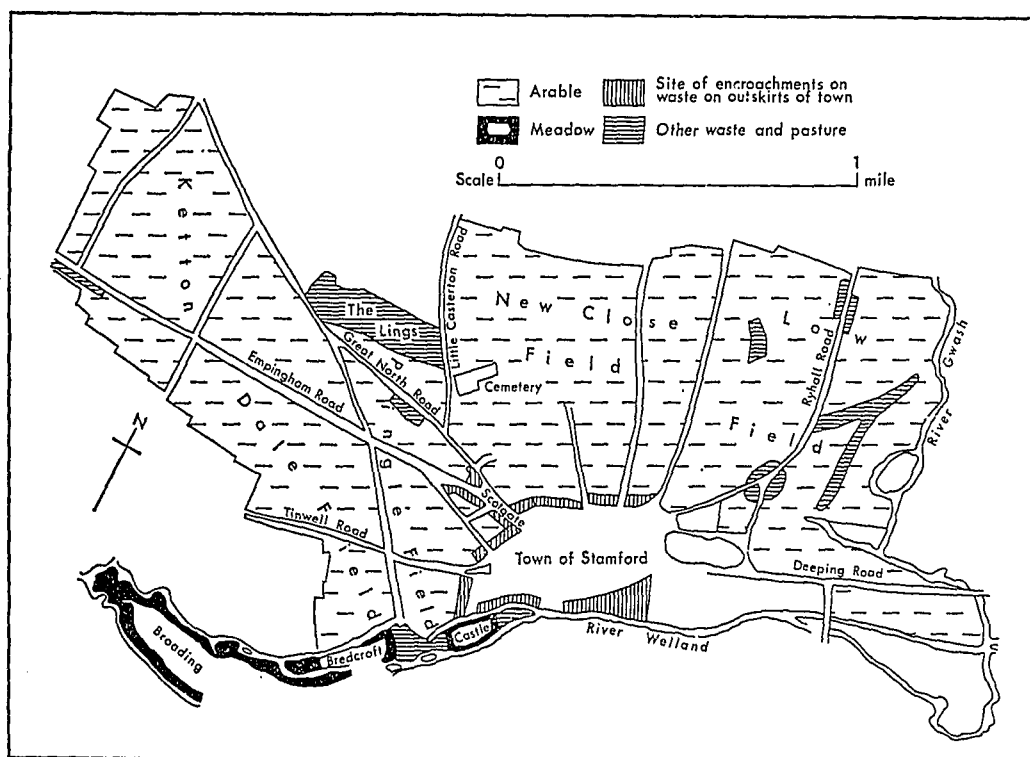 Arable
Site of encroachments on
waste on outskirts of town
Meadow
Other waste and pasture
0
1
Scale
mile
Ketton
Dole Field
Pingle Field
The
Lings
Great North Road
Little Casterton Road
Cemetery
New Close
Field
Low
Field
Ryhall Road
River Gwash
Empingham Road
Tinwell Road
Scotgate
Town of Stamford
Deeping Road
River Welland
Castle
Bredcroft
Broading
N